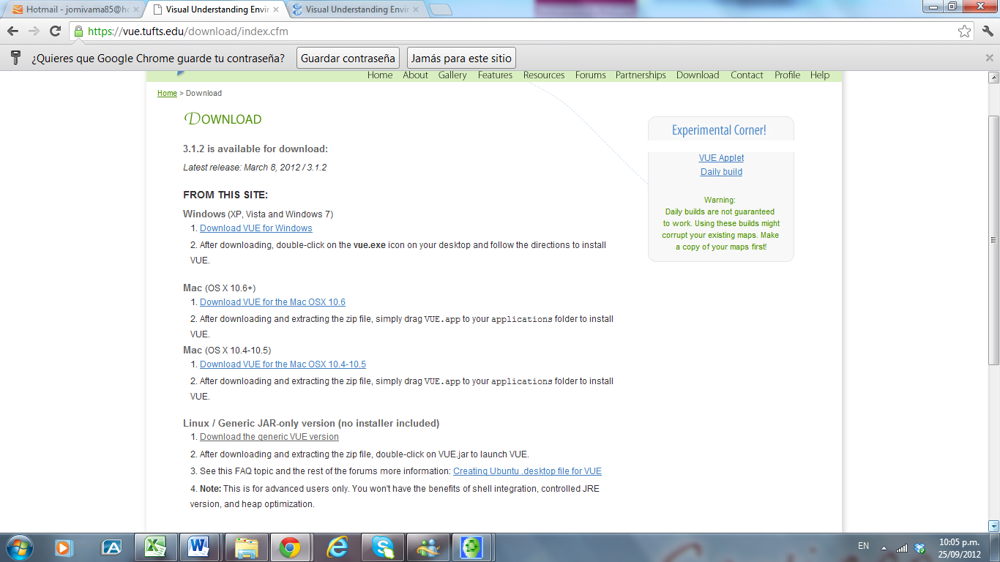 Hotmail - jomivama85@ho
Visual Understanding Envir
Visual Understanding Envir
https://vue.tufts.edu/download/index.cfm
¿Quieres que Google Chrome guarde tu contraseña? Guardar contraseña Jamás para este sitio
Home About Gallery Features Resources Forums Partnerships Download Contact Profile Help
Home > Download
DOWNLOAD
3.1.2 is available for download:
Latest release: March 8, 2012 / 3.1.2
FROM THIS SITE:
Windows (XP, Vista and Windows 7)
1. Download VUE for Windows
2. After downloading, double-click on the vue.exe icon on your desktop and follow the directions to install
VUE.
Mac (OS X 10.6+)
1. Download VUE for the Mac OSX 10.6
2. After downloading and extracting the zip file, simply drag VUE.app to your applications folder to install
VUE.
Mac (OS X 10.4-10.5)
1. Download VUE for the Mac OSX 10.4-10.5
2. After downloading and extracting the zip file, simply drag VUE.app to your applications folder to install
VUE.
Linux / Generic JAR-only version (no installer included)
1. Download the generic VUE version
2. After downloading and extracting the zip file, double-click on VUE.jar to launch VUE.
3. See this FAQ topic and the rest of the forums more information: Creating Ubuntu .desktop file for VUE
4. Note: This is for advanced users only. You won't have the benefits of shell integration, controlled JRE
version, and heap optimization.
Experimental Corner!
VUE Applet
Daily build
Warning:
Daily builds are not guaranteed
to work. Using these builds might
corrupt your existing maps. Make
a copy of your maps first!
EN
10:05 p.m.
25/09/2012